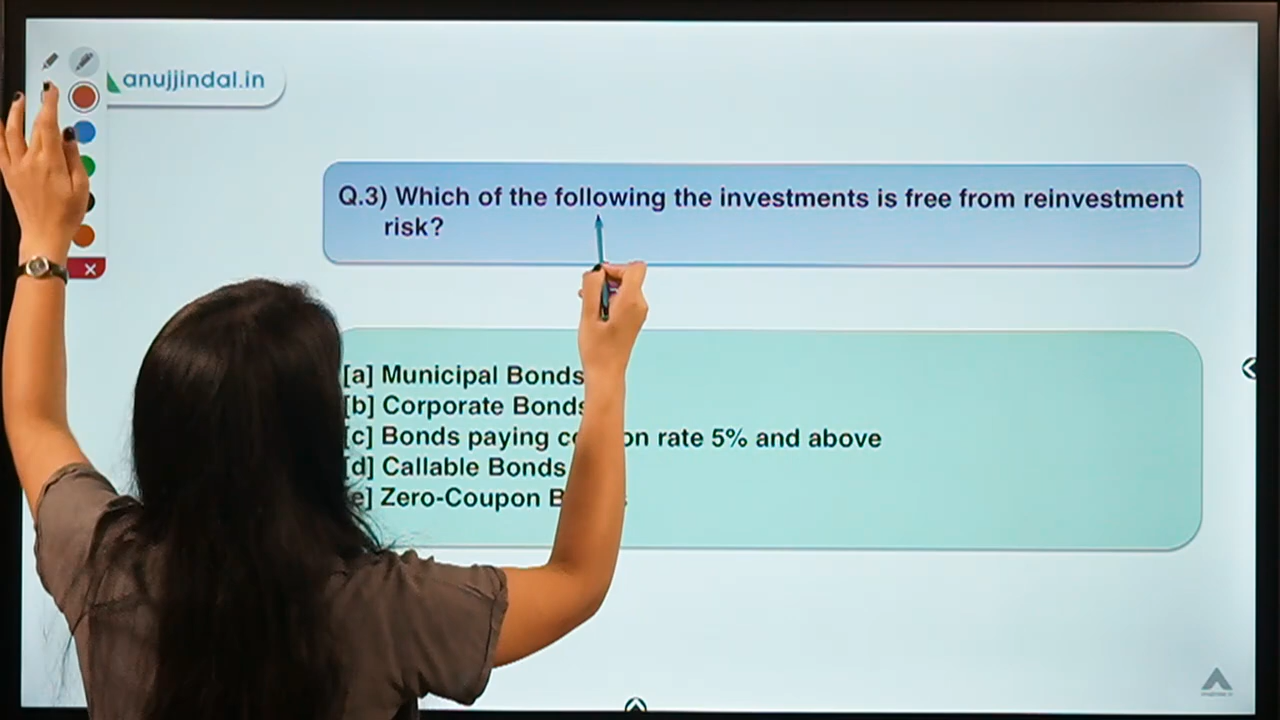 anujjindal.in
Q.3) Which of the following the investments is free from reinvestment
risk?
[a] Municipal Bonds
[b] Corporate Bonds
[c] Bonds paying on rate 5% and above
[d] Callable Bonds
[e] Zero-Coupon